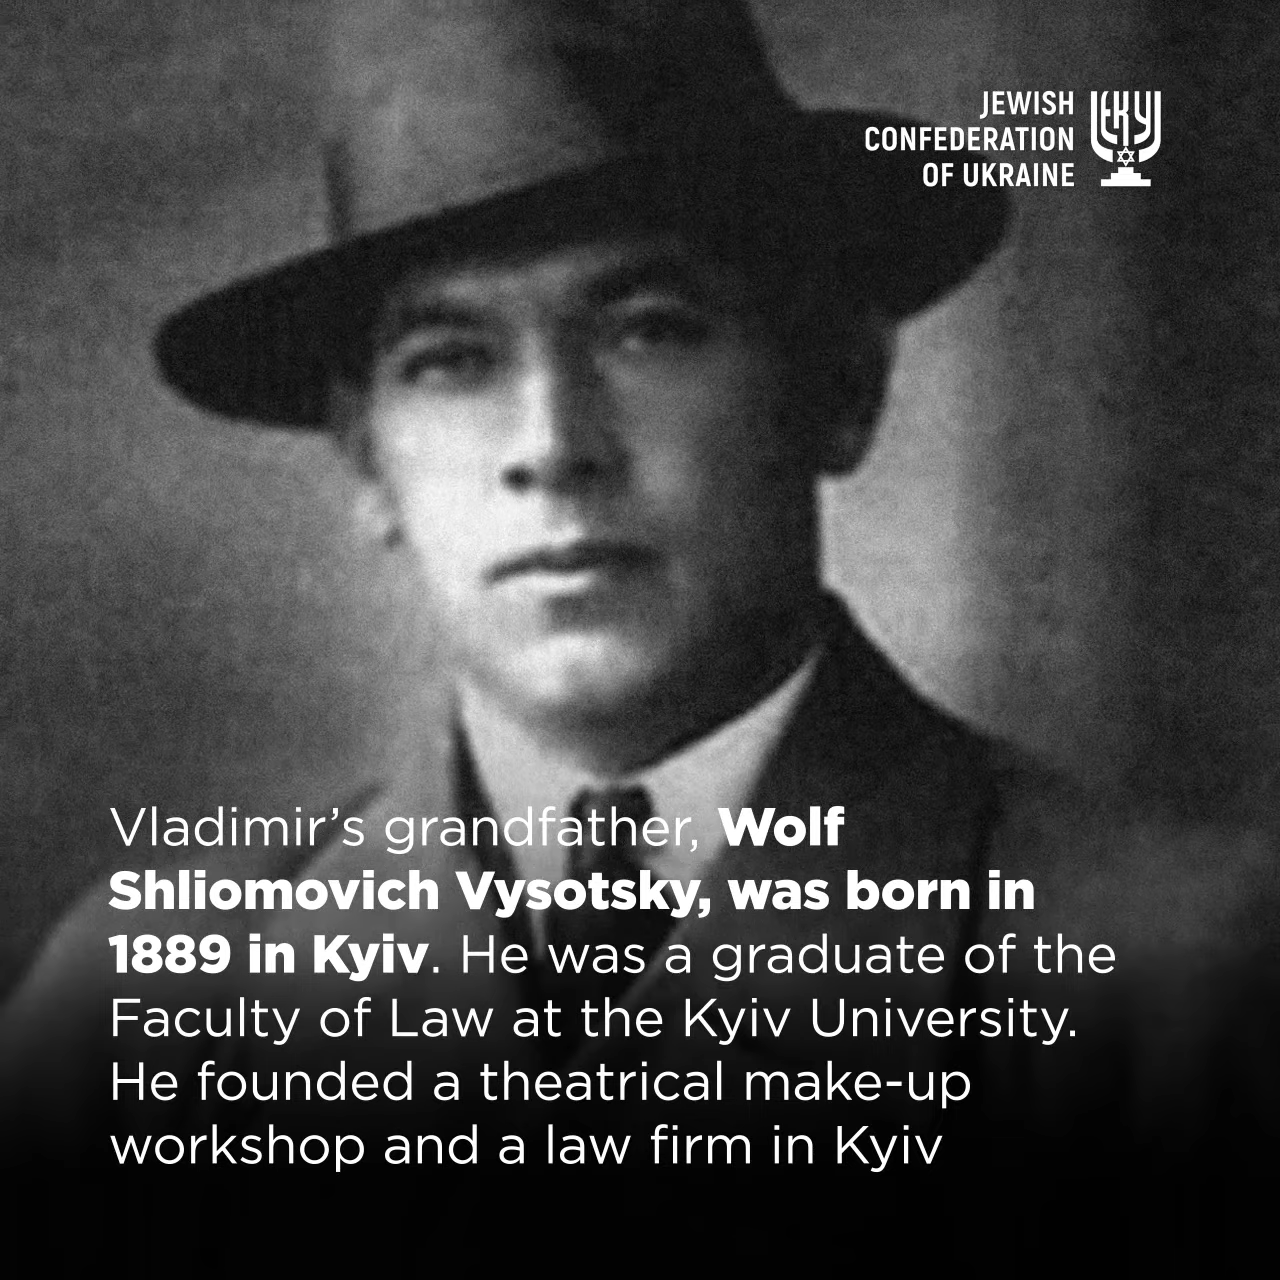 JEWISH
CONFEDERATION
OF UKRAINE
Vladimir’s grandfather, Wolf
Shliomovich Vysotsky, was born in
1889 in Kyiv. He was a graduate of the
Faculty of Law at the Kyiv University.
He founded a theatrical make-up
workshop and a law firm in Kyiv